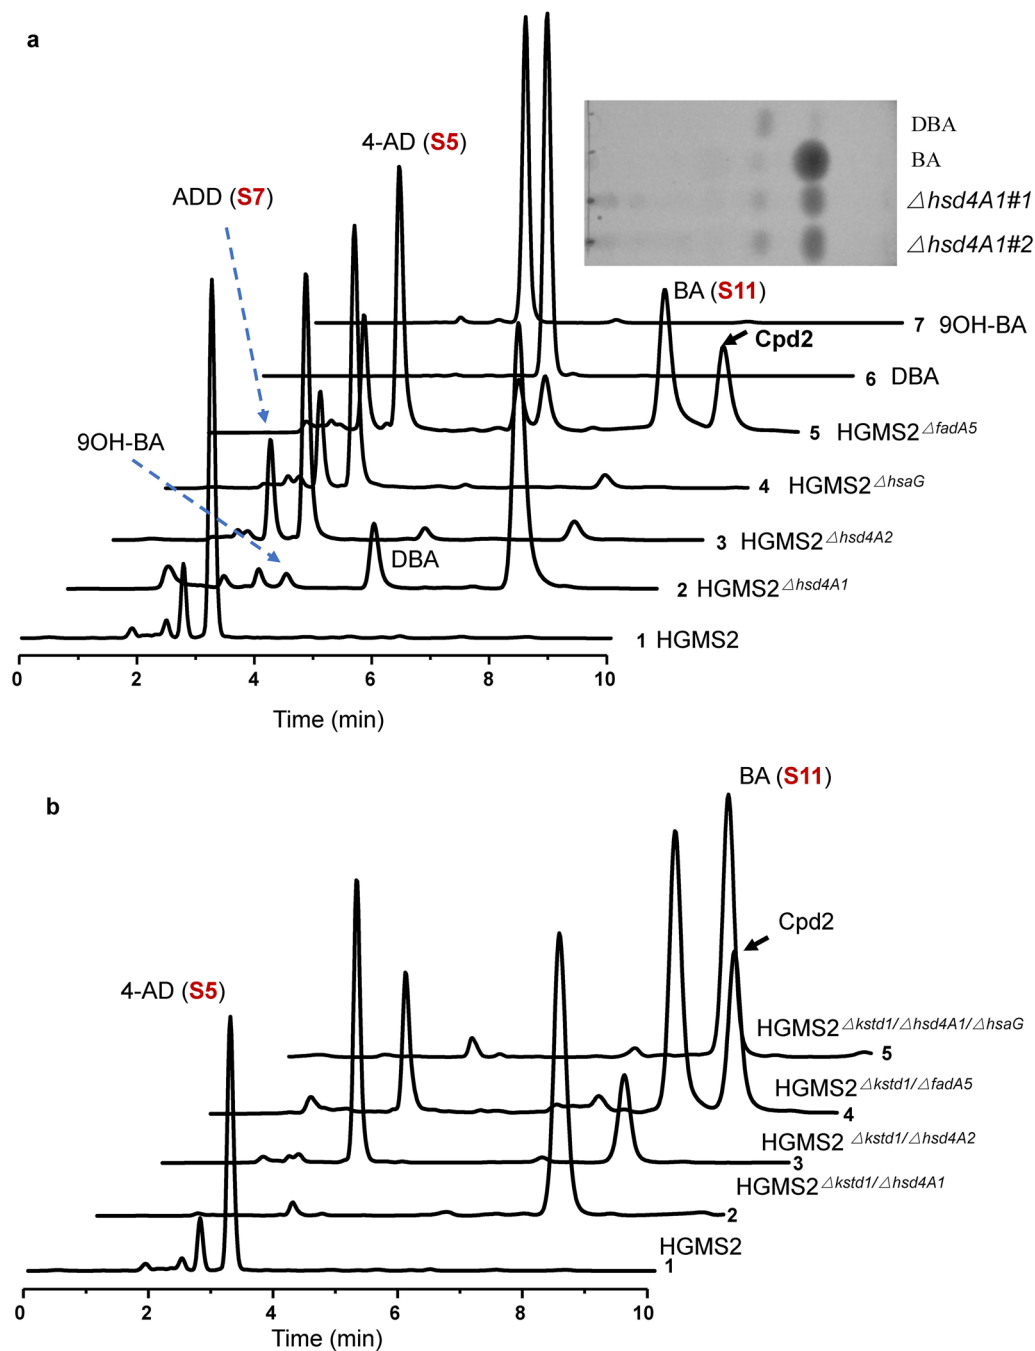 a
4-AD (S5)
ADD (S7)
9OH-BA
DBA
BA
△hsd4A1#1
△hsd4A1#2
BA (S11)
Cpd2
7 9OH-BA
6 DBA
5 HGMS2△fadA5
4 HGMS2△hsaG
3 HGMS2△hsd4A2
DBA
2 HGMS2△hsd4A1
1 HGMS2
0 2 4 6 8 10
Time (min)
b
BA (S11)
Cpd2
4-AD (S5)
HGMS2△kstd1/△hsd4A1/△hsaG
5
HGMS2△kstd1/△fadA5
4
HGMS2△kstd1/△hsd4A2
3
HGMS2△kstd1/△hsd4A1
2
HGMS2
1
0 2 4 6 8 10
Time (min)